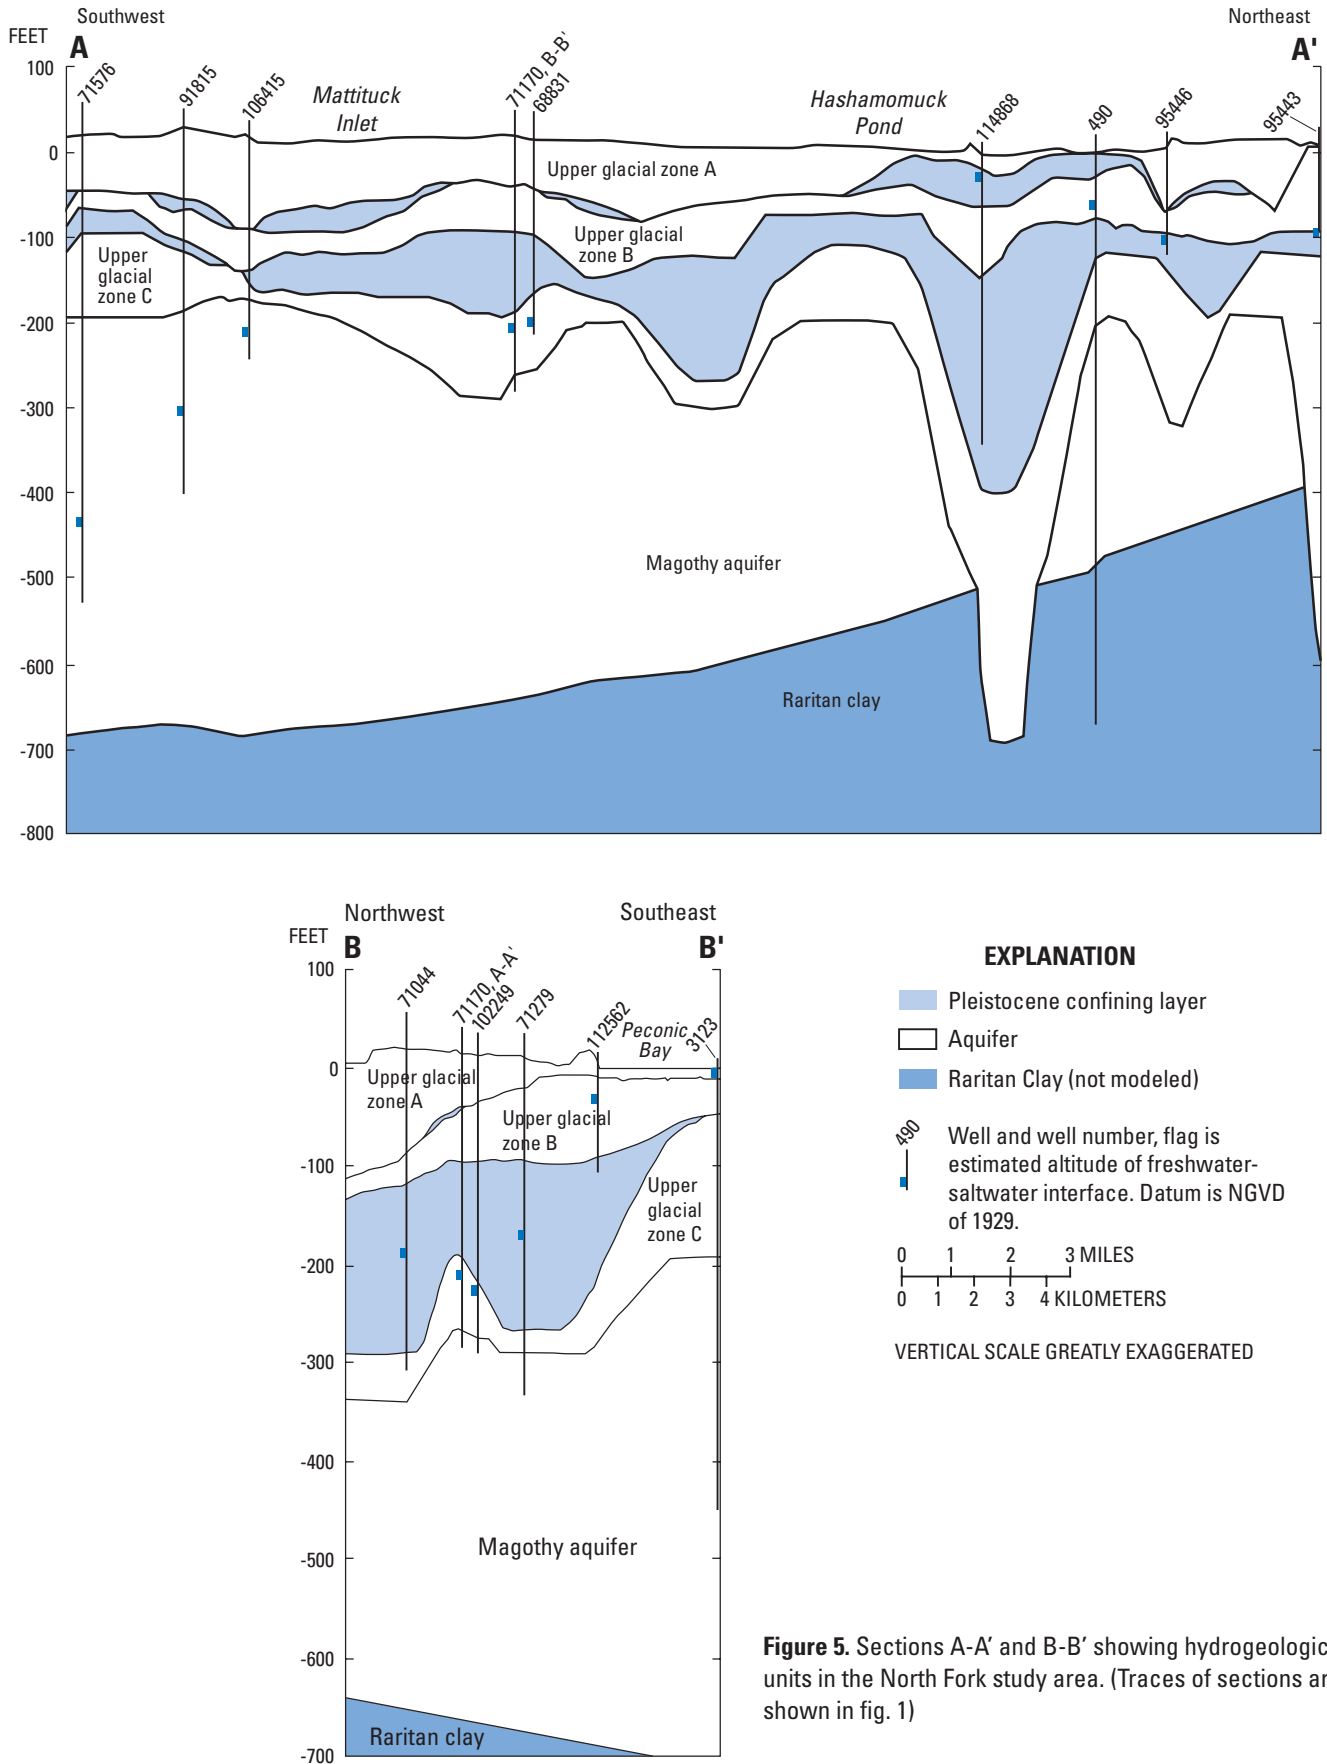 Southwest
Northeast
FEET
A
A'
71576
91815
106415
Mattituck
Inlet
71170, B-B'
68831
Hashamomuck
Pond
114868
490
95446
95443
100
0
-100
-200
-300
-400
-500
-600
-700
-800
Upper glacial zone A
Upper glacial
zone B
Upper
glacial
zone C
Magothy aquifer
Raritan clay
Northwest
Southeast
FEET
B
B'
71044
71170, A-A'
102249
71279
112562
Peconic
Bay
3123
100
0
-100
-200
-300
-400
-500
-600
-700
Upper glacial
zone A
Upper glacial
zone B
Upper
glacial
zone C
Magothy aquifer
Raritan clay
EXPLANATION
Pleistocene confining layer
Aquifer
Raritan Clay (not modeled)
490
Well and well number, flag is
estimated altitude of freshwater-
saltwater interface. Datum is NGVD
of 1929.
0 1 2 3 MILES
0 1 2 3 4 KILOMETERS
VERTICAL SCALE GREATLY EXAGGERATED
Figure 5. Sections A-A′ and B-B′ showing hydrogeologic
units in the North Fork study area. (Traces of sections ar
shown in fig. 1)